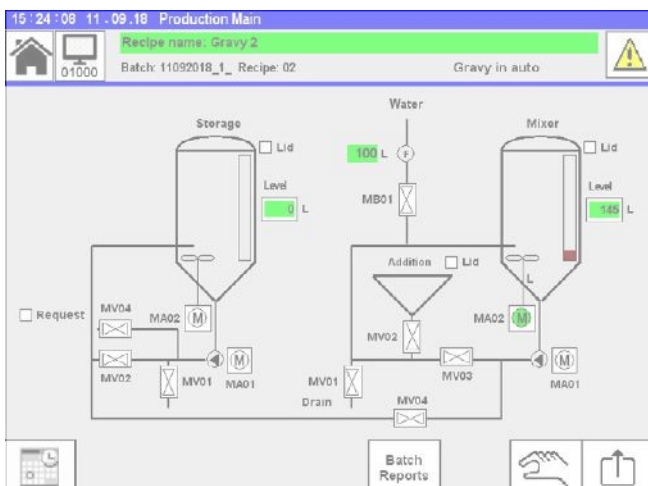 15:24:08 11.09.18 Production Main
Recipe name: Gravy 2
01000
Batch: 11092018_1_ Recipe: 02
Gravy in auto
Water
Storage
Mixer
Lid
Lid
100 L
F
Level
Level
0 L
MB01
145 L
Addition
Lid
L
Request
MV04
MA02
M
MA02
M
MV02
MV02
MV01
M
MA01
MV01
MV03
M
MA01
Drain
MV04
Batch
Reports